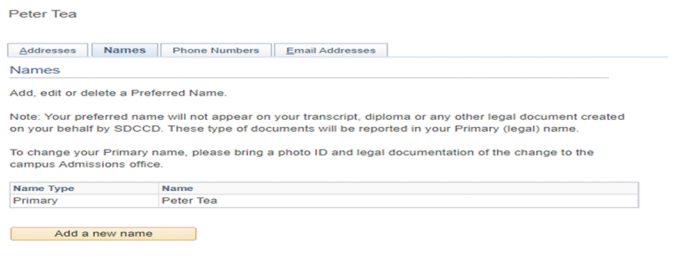 Peter Tea
Addresses Names Phone Numbers Email Addresses
Names
Add, edit or delete a Preferred Name.
Note: Your preferred name will not appear on your transcript, diploma or any other legal document created
on your behalf by SDCCD. These type of documents will be reported in your Primary (legal) name.
To change your Primary name, please bring a photo ID and legal documentation of the change to the
campus Admissions office.
Name Type Name
Primary Peter Tea
Add a new name